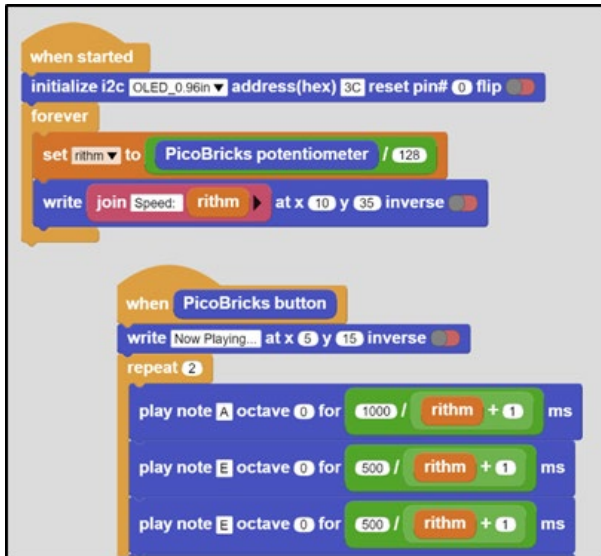 when started
initialize i2c OLED_0.96in address(hex) 3C reset pin# 0 flip
forever
set rithm to PicoBricks potentiometer / 128
write join Speed: rithm at x 10 y 35 inverse
when PicoBricks button
write Now Playing... at x 5 y 15 inverse
repeat 2
play note A octave 0 for 1000 / rithm + 1 ms
play note E octave 0 for 500 / rithm + 1 ms
play note E octave 0 for 500 / rithm + 1 ms